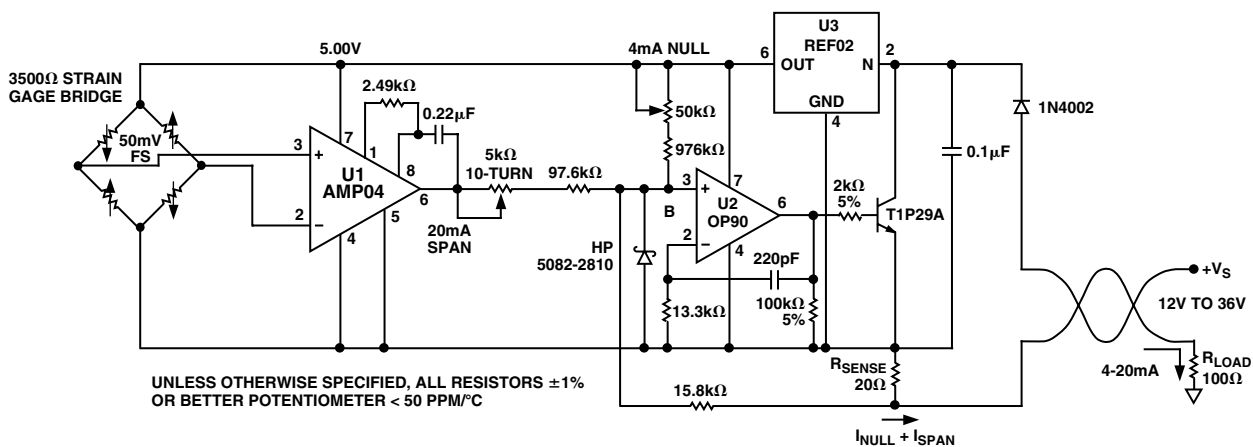 3500Ω STRAIN
GAGE BRIDGE
50mV
FS
5.00V
2.49kΩ
0.22μF
3
+
2
−
7
1
8
U1
AMP04
6
5
4
5kΩ
10-TURN
20mA
SPAN
97.6kΩ
4mA NULL
50kΩ
976kΩ
HP
5082-2810
B
3
+
2
−
7
U2
OP90
6
4
220pF
13.3kΩ
100kΩ
5%
2kΩ
5%
T1P29A
U3
REF02
6
OUT
2
N
GND
4
0.1μF
1N4002
+VS
12V TO 36V
4-20mA
RLOAD
100Ω
RSENSE
20Ω
15.8kΩ
INULL + ISPAN
UNLESS OTHERWISE SPECIFIED, ALL RESISTORS ±1%
OR BETTER POTENTIOMETER < 50 PPM/°C